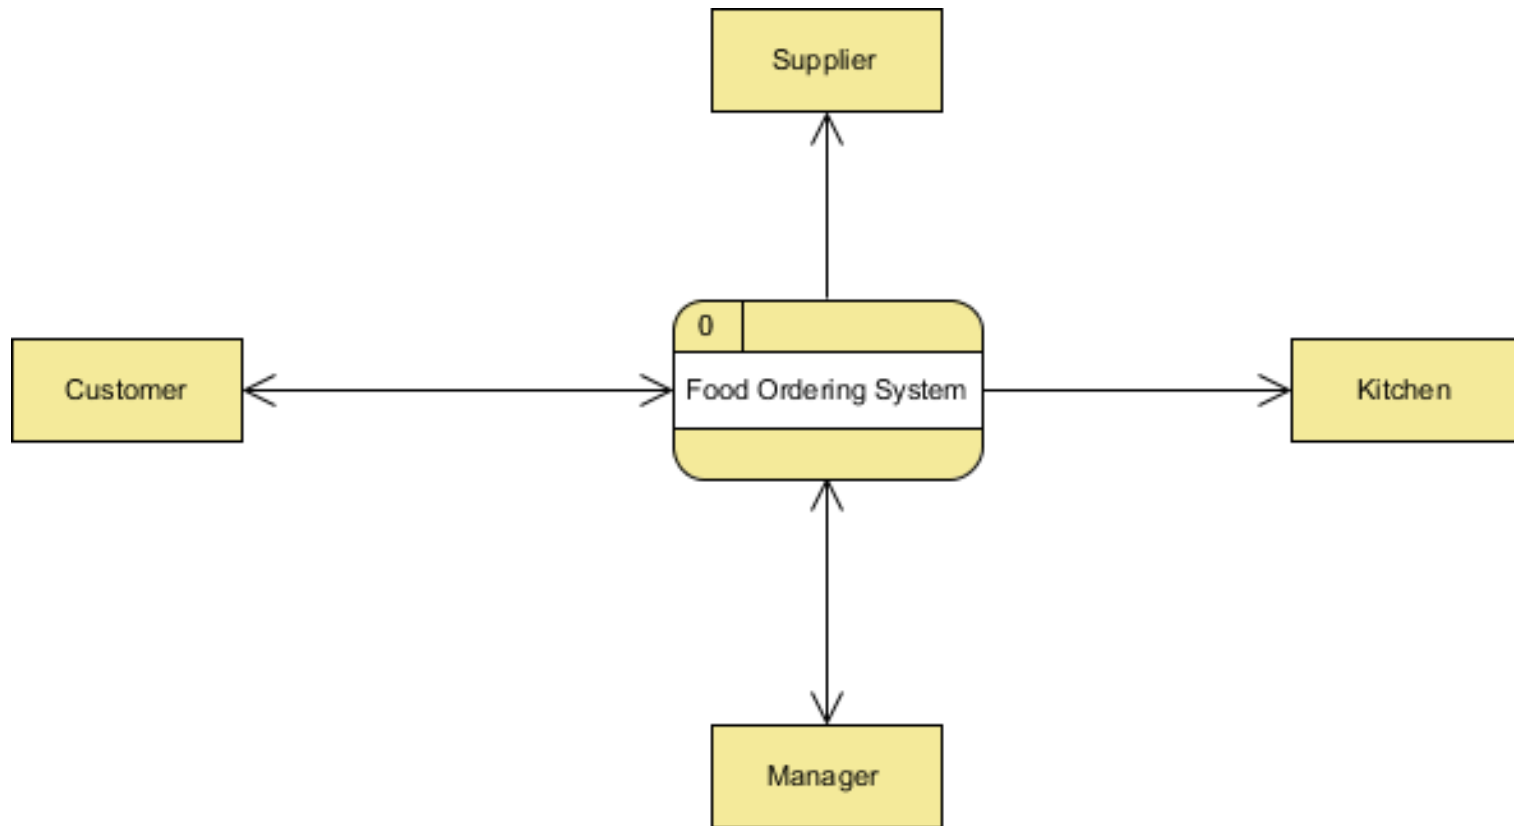 Supplier
0
Customer
Food Ordering System
Kitchen
Manager